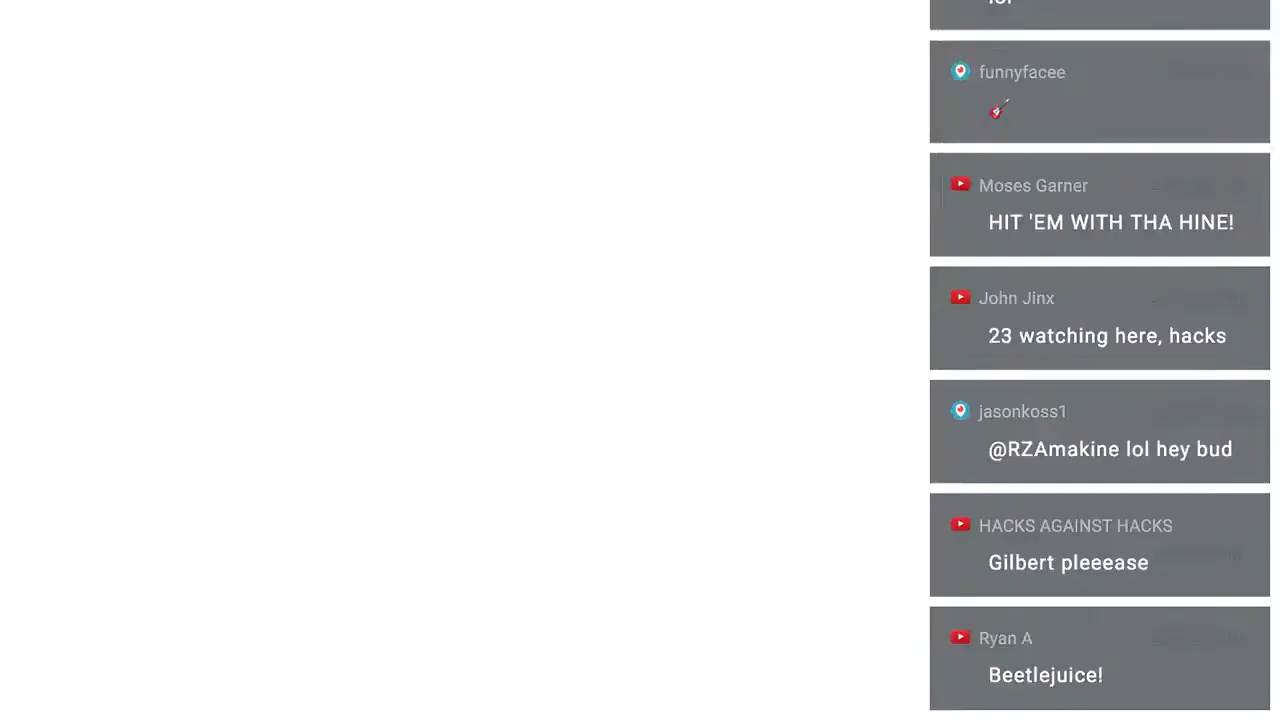 lol
funnyfacee
🎸
Moses Garner
HIT 'EM WITH THA HINE!
John Jinx
23 watching here, hacks
jasonkoss1
@RZAmakine lol hey bud
HACKS AGAINST HACKS
Gilbert pleeease
Ryan A
Beetlejuice!